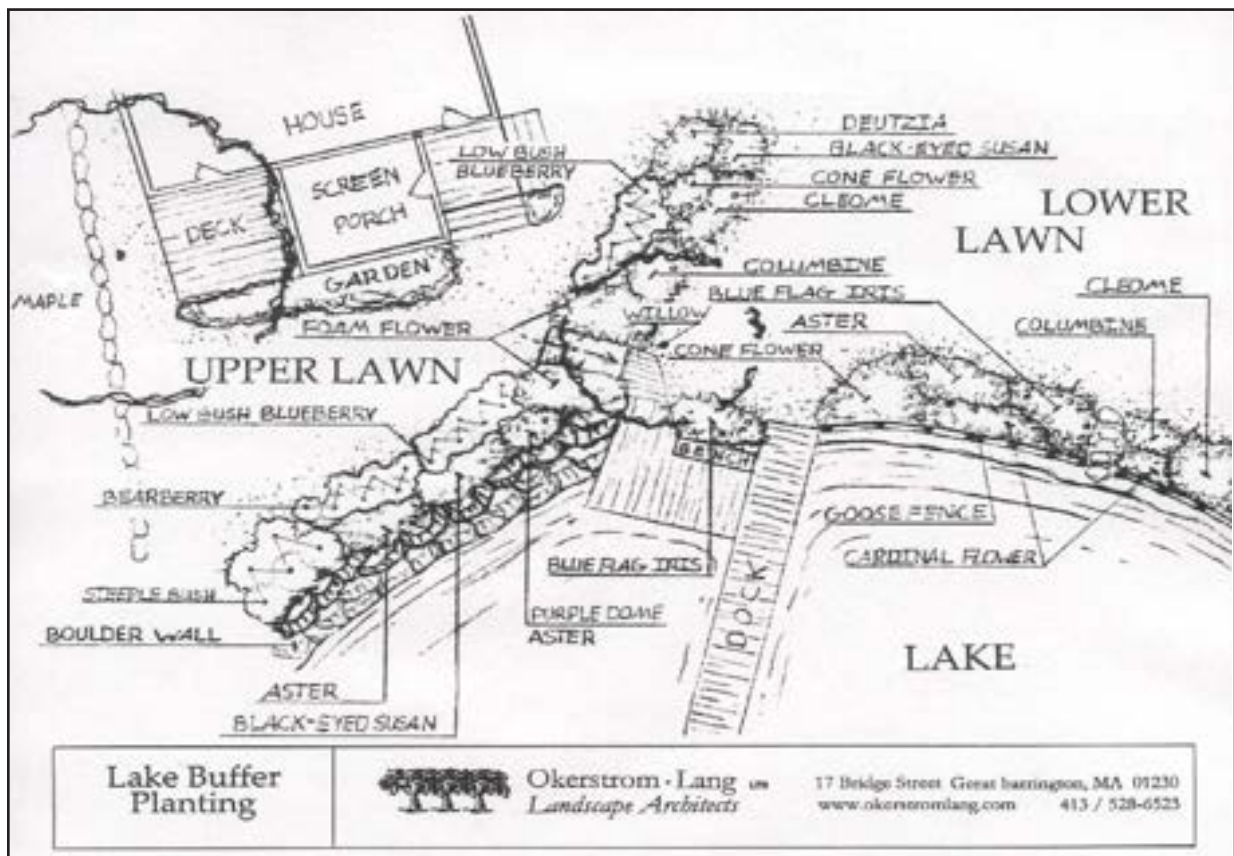 HOUSE
LOW BUSH
BLUEBERRY
SCREEN
PORCH
DECK
GARDEN
MAPLE
FOAM FLOWER
UPPER LAWN
LOW BUSH BLUEBERRY
BEARBERRY
STEEPLE BUSH
BOULDER WALL
ASTER
BLACK-EYED SUSAN
DEUTZIA
BLACK-EYED SUSAN
CONE FLOWER
CLEOME
LOWER
LAWN
COLUMBINE
BLUE FLAG IRIS
WILLOW
ASTER
CONE FLOWER
CLEOME
COLUMBINE
BENCH
GOOSE FENCE
CARDINAL FLOWER
BLUE FLAG IRIS
PURPLE DOME
ASTER
DOCK
LAKE
Lake Buffer
Planting
Okerstrom · Lang LTD
Landscape Architects
17 Bridge Street Great barrington, MA 01230
www.okerstromlang.com 413 / 528-6523